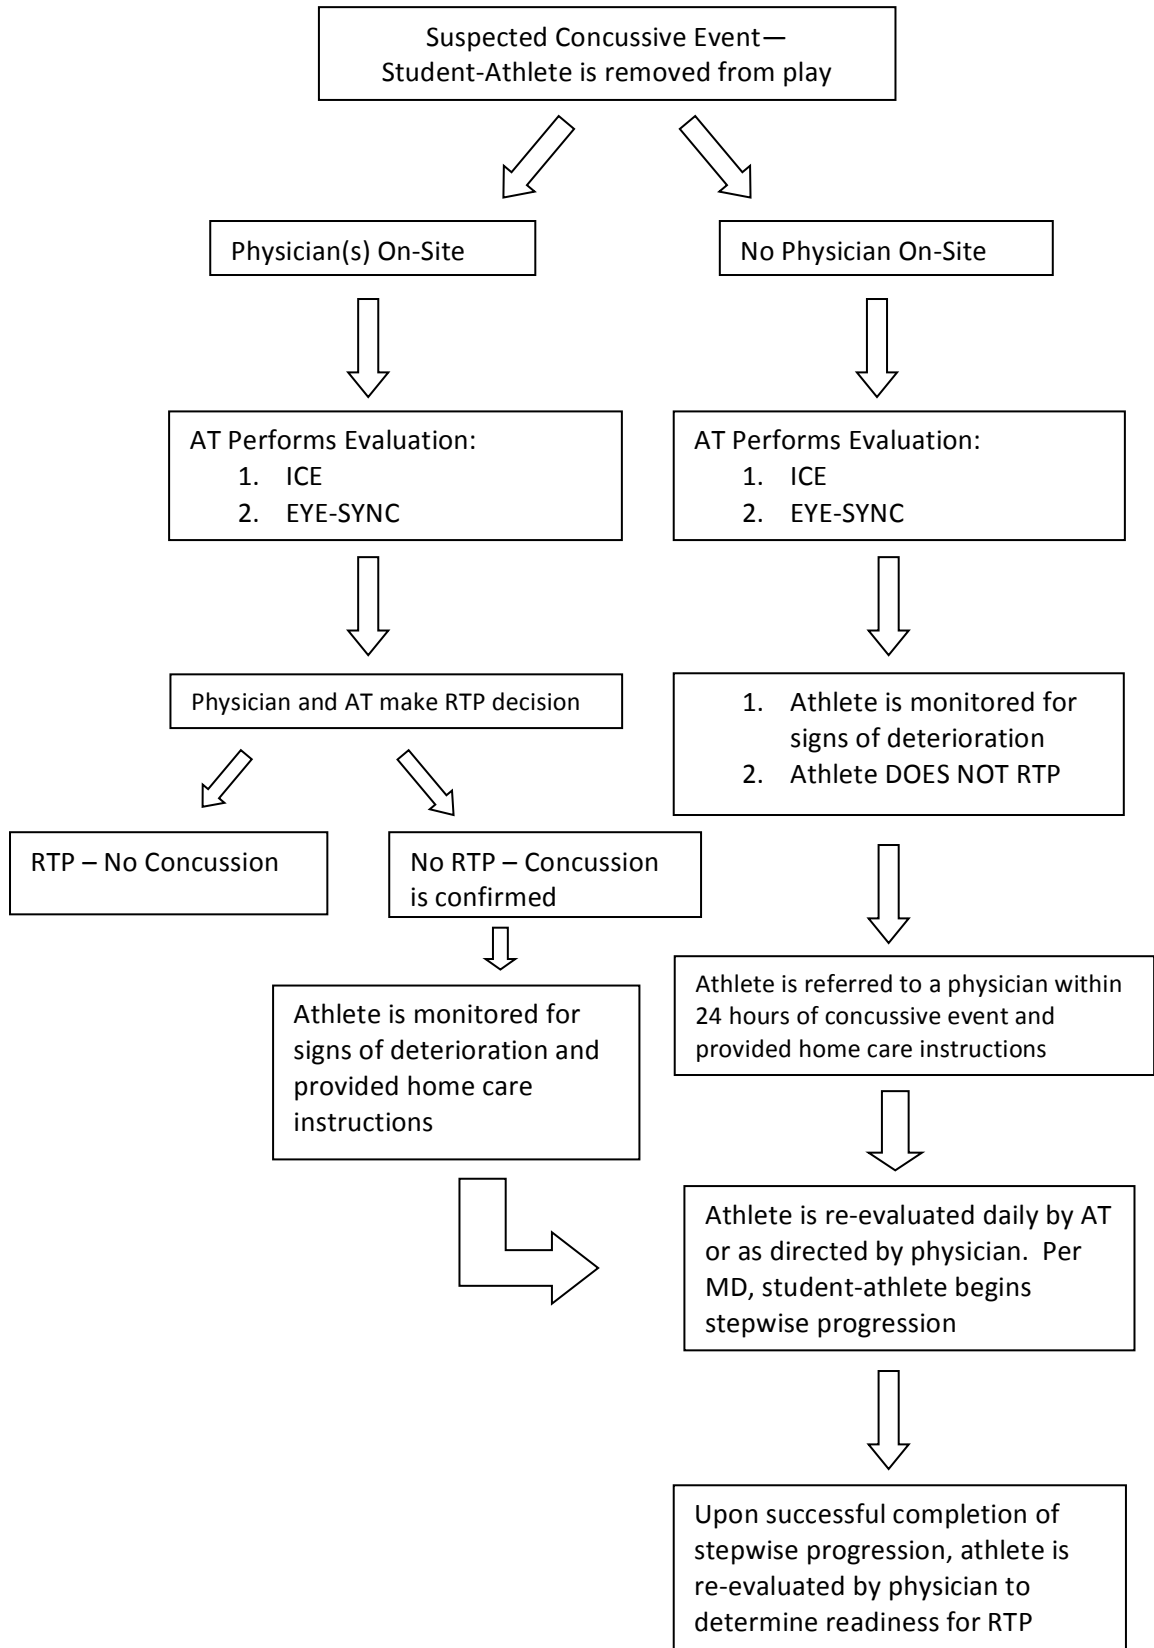 Suspected Concussive Event—
Student-Athlete is removed from play
Physician(s) On-Site
No Physician On-Site
AT Performs Evaluation:
1. ICE
2. EYE-SYNC
AT Performs Evaluation:
1. ICE
2. EYE-SYNC
Physician and AT make RTP decision
1. Athlete is monitored for
signs of deterioration
2. Athlete DOES NOT RTP
RTP – No Concussion
No RTP – Concussion
is confirmed
Athlete is monitored for
signs of deterioration and
provided home care
instructions
Athlete is referred to a physician within
24 hours of concussive event and
provided home care instructions
Athlete is re-evaluated daily by AT
or as directed by physician.  Per
MD, student-athlete begins
stepwise progression
Upon successful completion of
stepwise progression, athlete is
re-evaluated by physician to
determine readiness for RTP